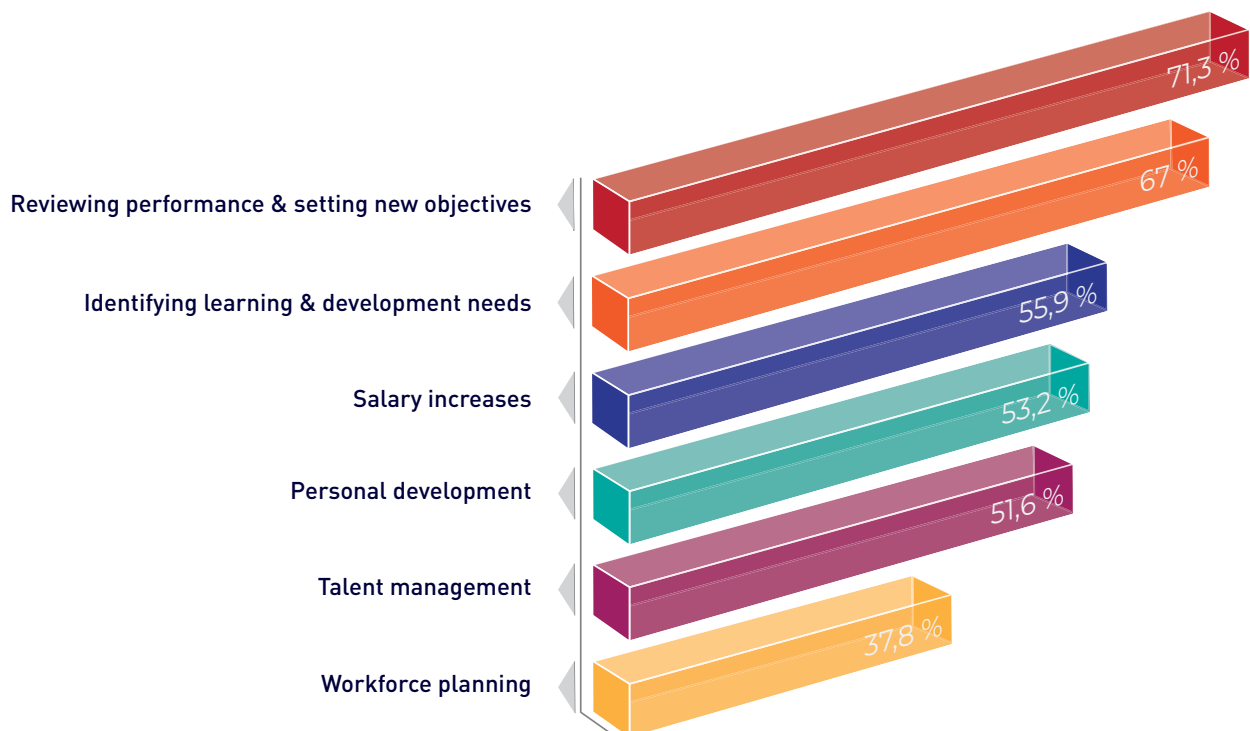 Reviewing performance & setting new objectives
71,3 %
Identifying learning & development needs
67 %
Salary increases
55,9 %
Personal development
53,2 %
Talent management
51,6 %
Workforce planning
37,8 %